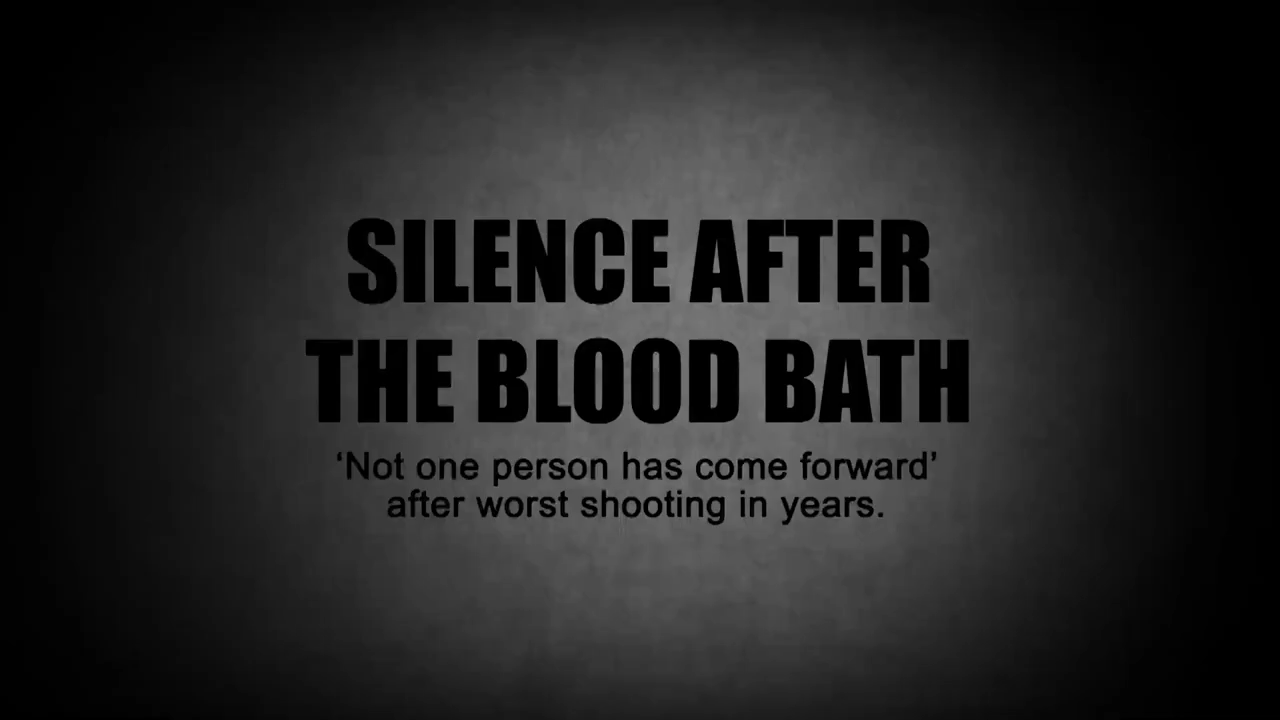 SILENCE AFTER
THE BLOOD BATH
‘Not one person has come forward’
after worst shooting in years.